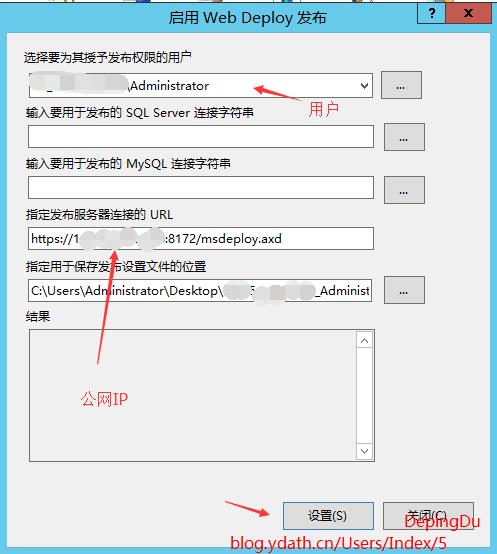 启用 Web Deploy 发布
?
x
选择要为其授予发布权限的用户
\Administrator
...
用户
输入要用于发布的 SQL Server 连接字符串
...
输入要用于发布的 MySQL 连接字符串
...
指定发布服务器连接的 URL
https://1 :8172/msdeploy.axd
指定用于保存发布设置文件的位置
C:\Users\Administrator\Desktop\ _Administ
...
结果
公网IP
设置(S)
关闭(C)
DepingDu
blog.ydath.cn/Users/Index/5